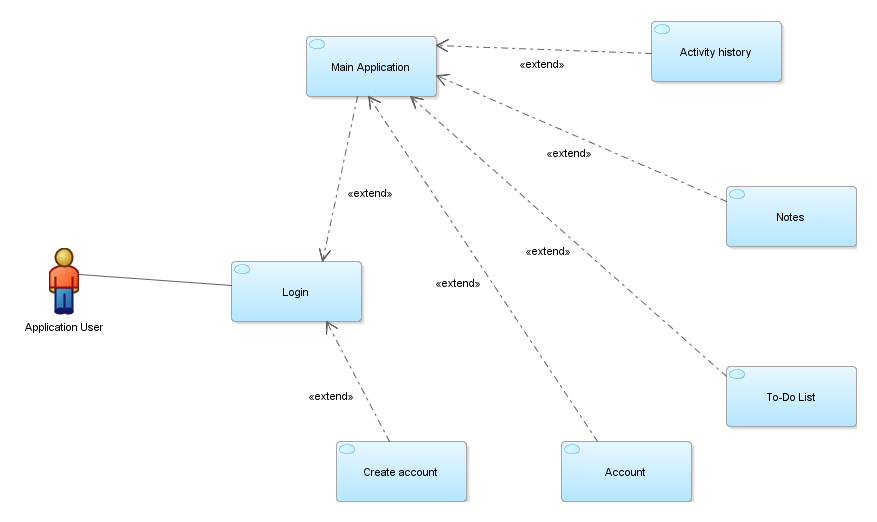 Main Application
Activity history
«extend»
«extend»
Notes
«extend»
«extend»
«extend»
Login
Application User
«extend»
To-Do List
Create account
Account